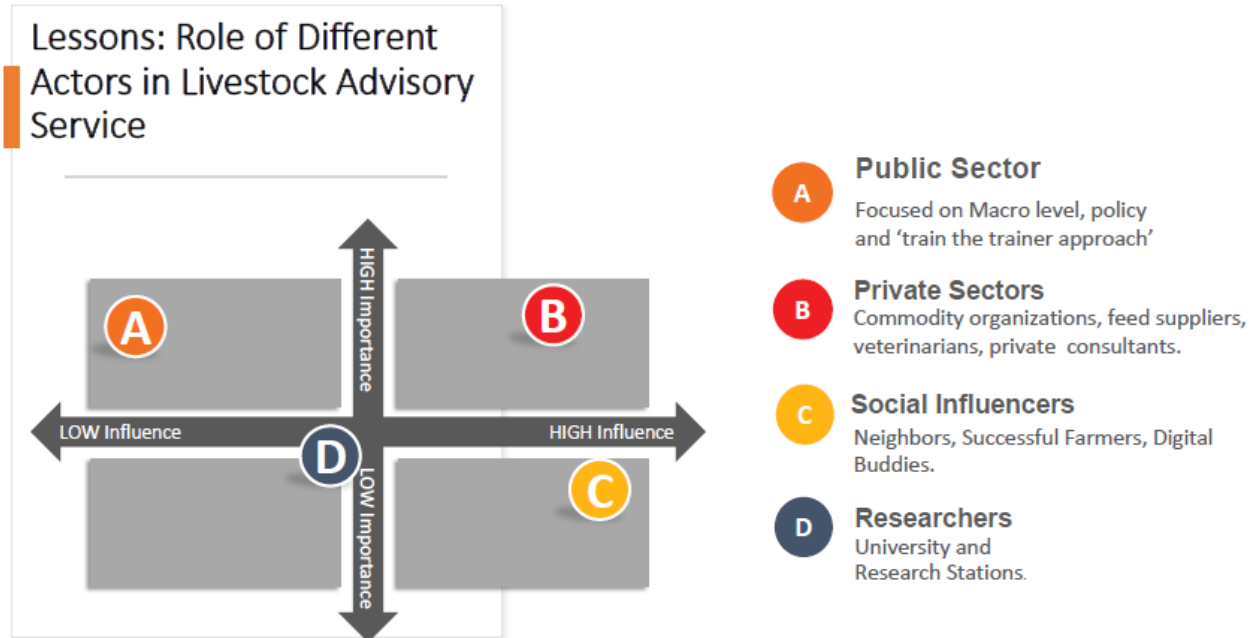 Lessons: Role of Different
Actors in Livestock Advisory
Service
HIGH Importance
A
B
LOW Influence
HIGH Influence
D
LOW Importance
C
A
Public Sector
Focused on Macro level, policy
and ‘train the trainer approach’
B
Private Sectors
Commodity organizations, feed suppliers,
veterinarians, private consultants.
C
Social Influencers
Neighbors, Successful Farmers, Digital
Buddies.
D
Researchers
University and
Research Stations.